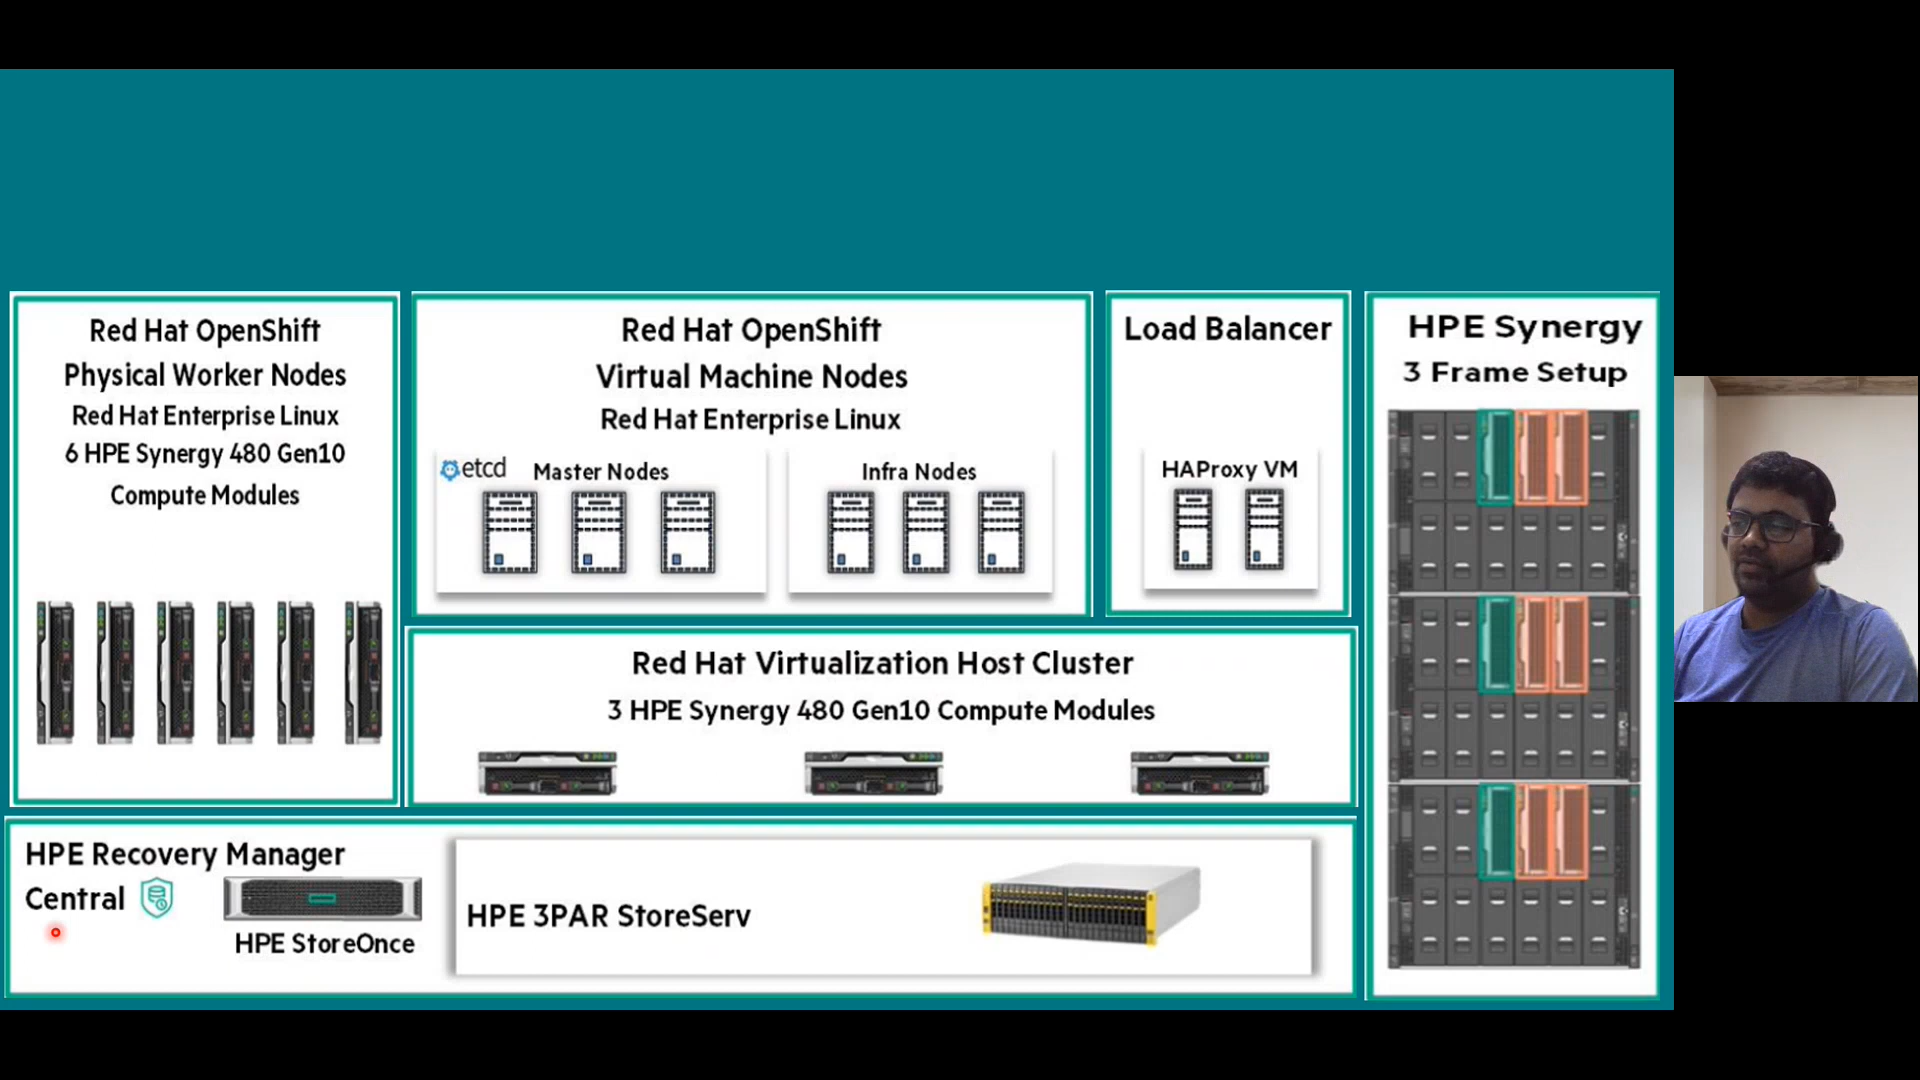 Red Hat OpenShift
Physical Worker Nodes
Red Hat Enterprise Linux
6 HPE Synergy 480 Gen10
Compute Modules
Red Hat OpenShift
Virtual Machine Nodes
Red Hat Enterprise Linux
etcd
Master Nodes
Infra Nodes
Load Balancer
HAProxy VM
HPE Synergy
3 Frame Setup
Red Hat Virtualization Host Cluster
3 HPE Synergy 480 Gen10 Compute Modules
HPE Recovery Manager
Central
HPE StoreOnce
HPE 3PAR StoreServ